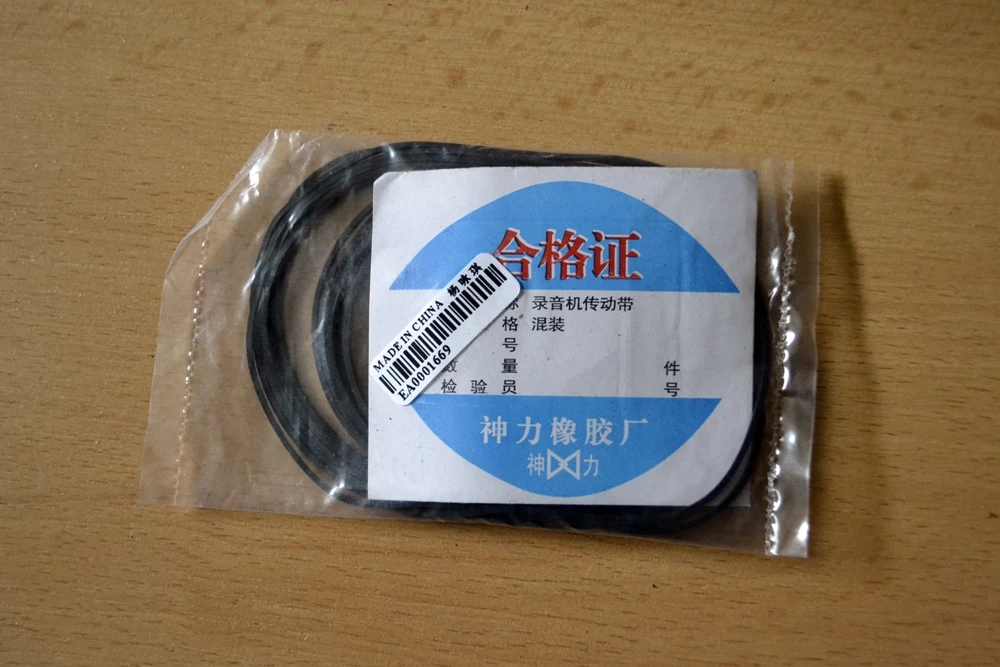 合格证
称 录音机传动带
格 混装
号
数 量 件
检 验 员 号
神力橡胶厂
神 力
MADE IN CHINA 杨咪琪
EA0001669